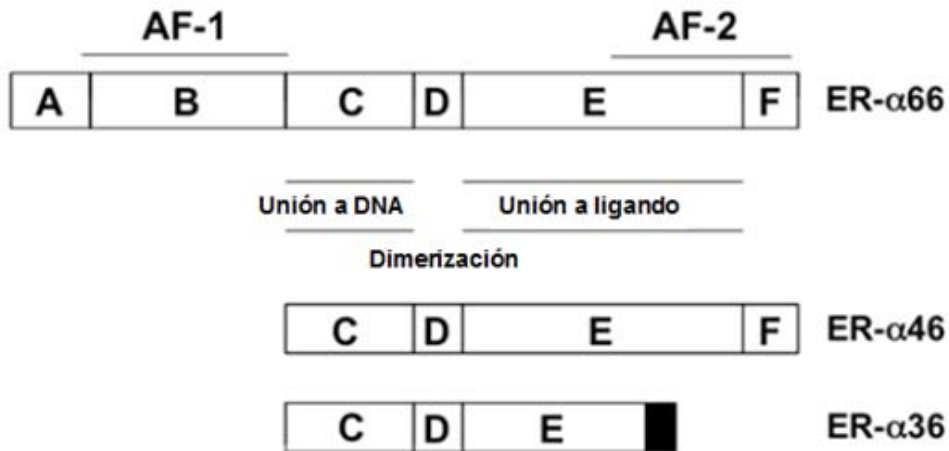 AF-1 AF-2
A B C D E F ER-α66
Unión a DNA Unión a ligando
Dimerización
C D E F ER-α46
C D E ER-α36